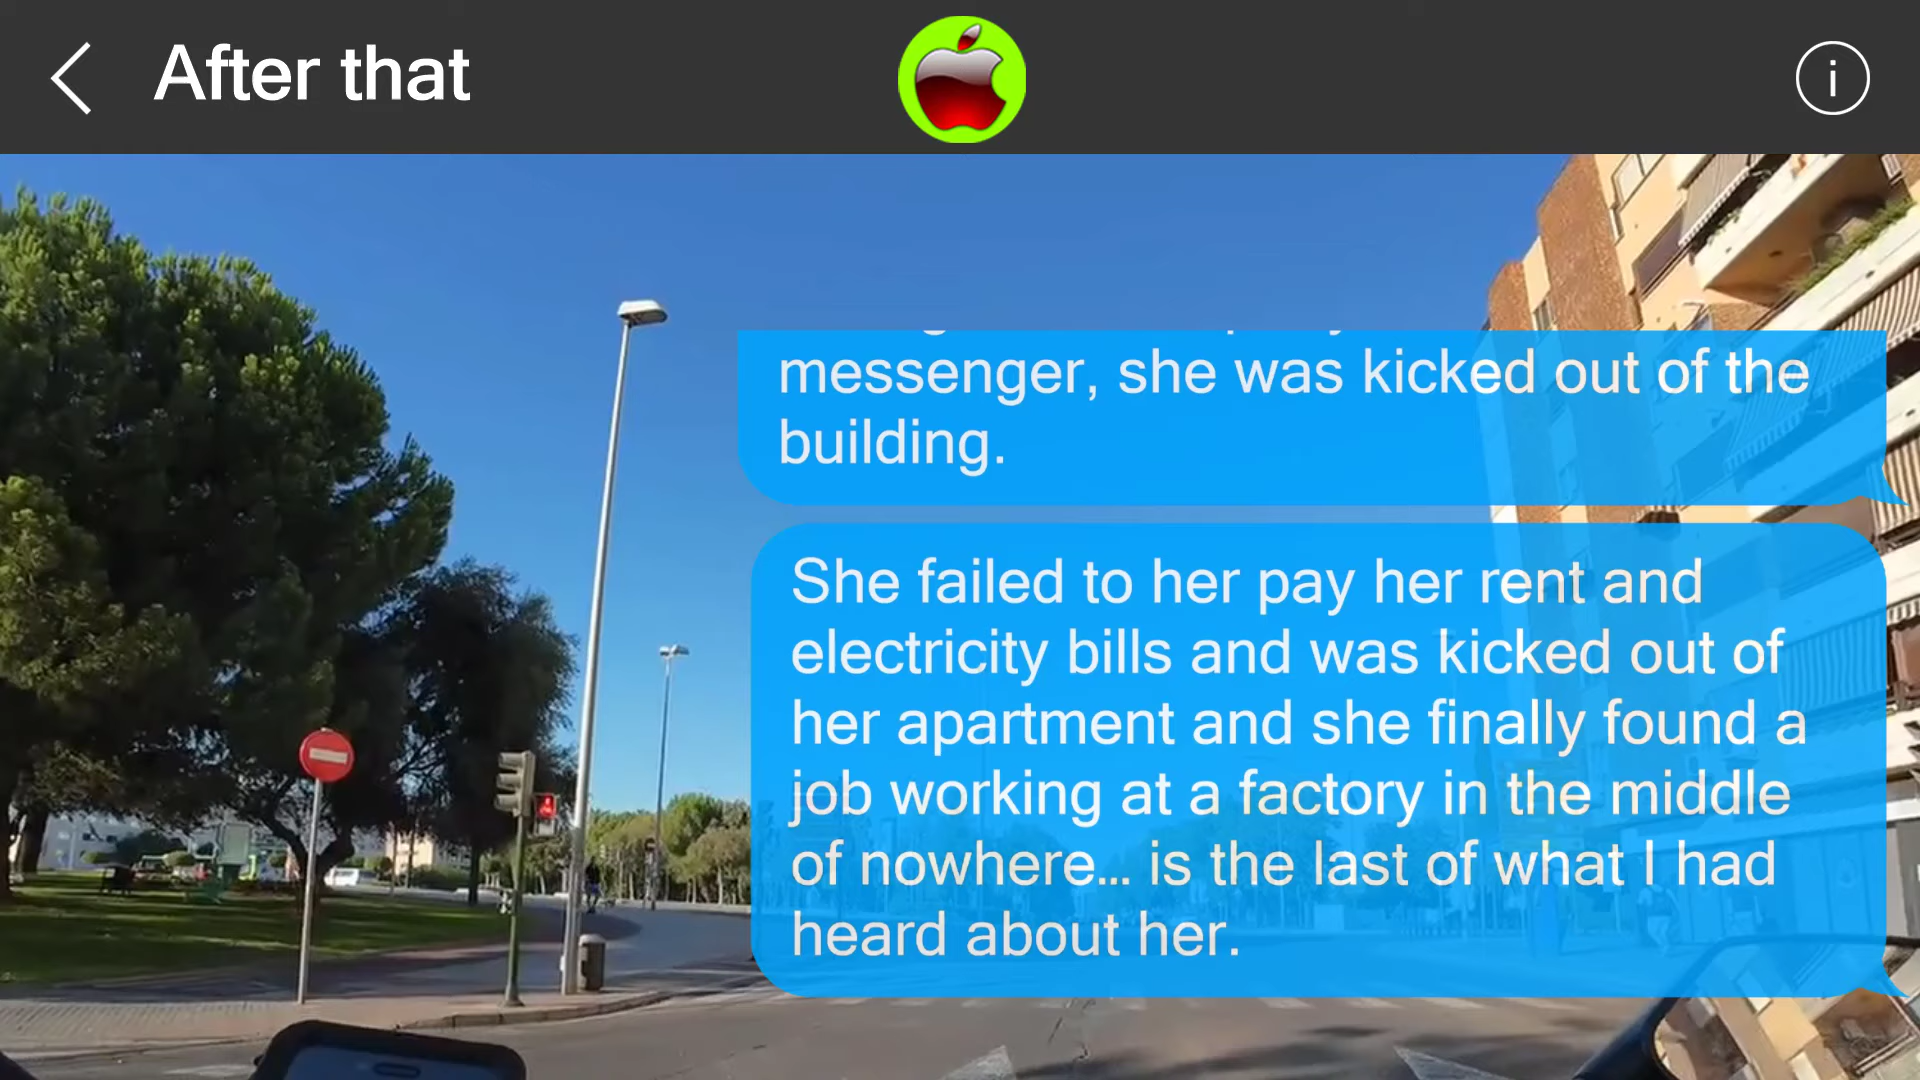 After that
messenger, she was kicked out of the
building.
She failed to her pay her rent and
electricity bills and was kicked out of
her apartment and she finally found a
job working at a factory in the middle
of nowhere... is the last of what I had
heard about her.